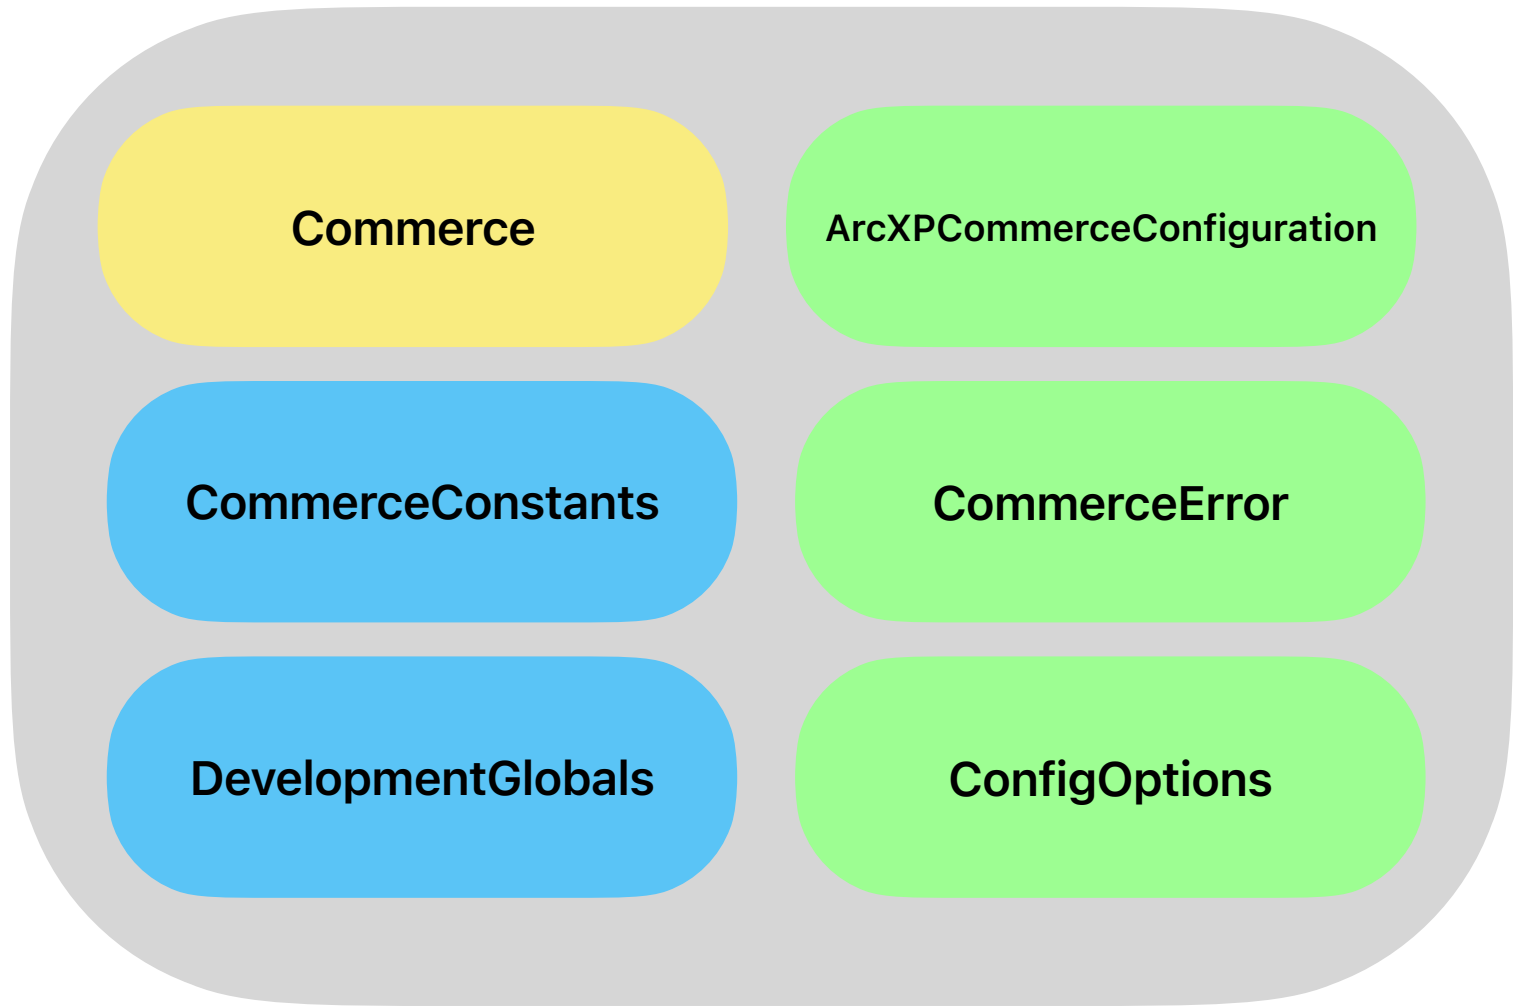 Commerce
ArcXPCommerceConfiguration
CommerceConstants
CommerceError
DevelopmentGlobals
ConfigOptions